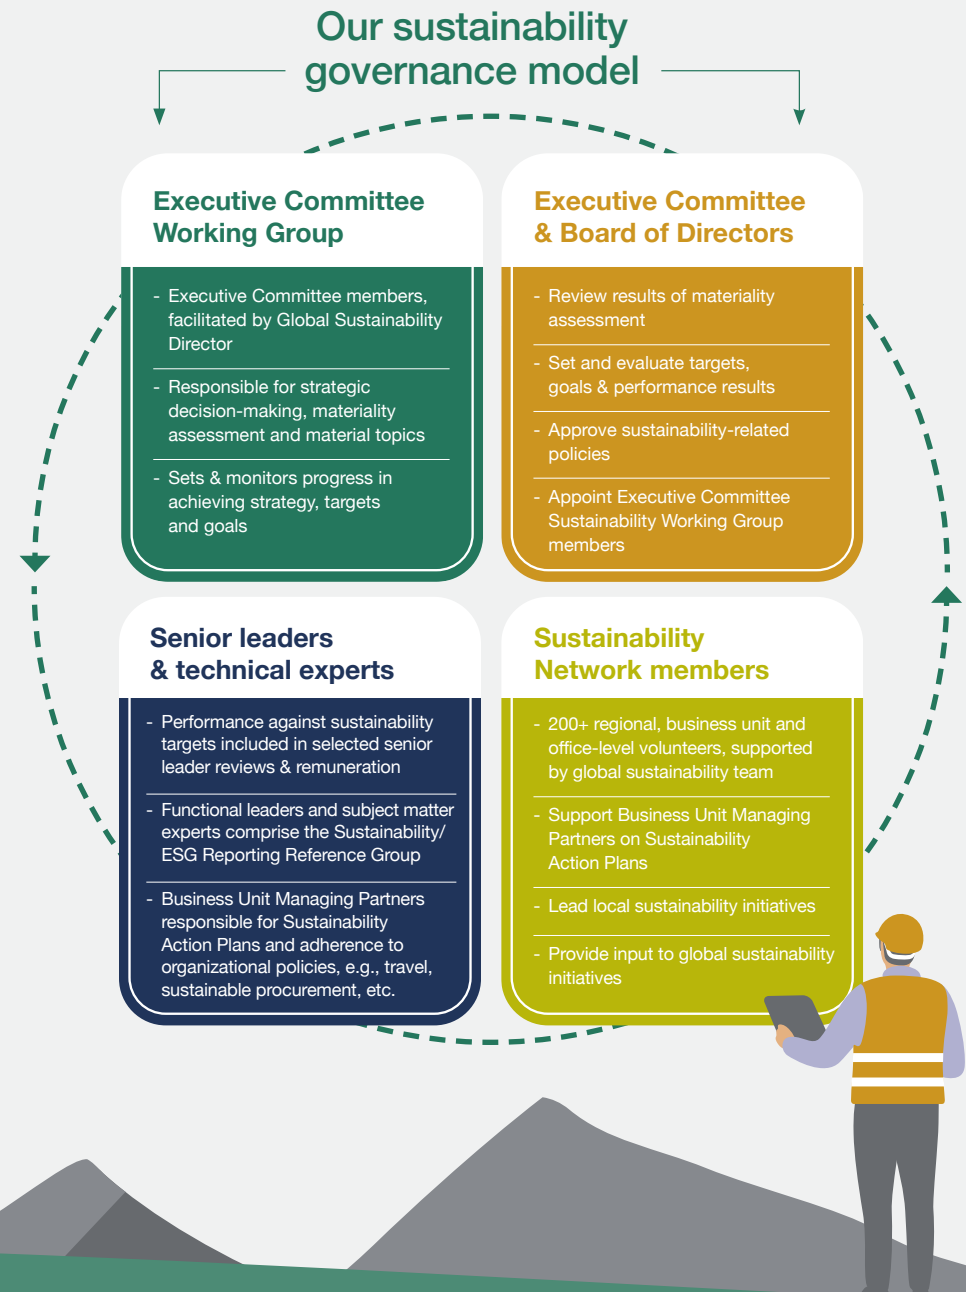 Our sustainability
governance model
Executive Committee
Working Group
- Executive Committee members,
facilitated by Global Sustainability
Director
- Responsible for strategic
decision-making, materiality
assessment and material topics
- Sets & monitors progress in
achieving strategy, targets
and goals
Executive Committee
& Board of Directors
- Review results of materiality
assessment
- Set and evaluate targets,
goals & performance results
- Approve sustainability-related
policies
- Appoint Executive Committee
Sustainability Working Group
members
Senior leaders
& technical experts
- Performance against sustainability
targets included in selected senior
leader reviews & remuneration
- Functional leaders and subject matter
experts comprise the Sustainability/
ESG Reporting Reference Group
- Business Unit Managing Partners
responsible for Sustainability
Action Plans and adherence to
organizational policies, e.g., travel,
sustainable procurement, etc.
Sustainability
Network members
- 200+ regional, business unit and
office-level volunteers, supported
by global sustainability team
- Support Business Unit Managing
Partners on Sustainability
Action Plans
- Lead local sustainability initiatives
- Provide input to global sustainability
initiatives